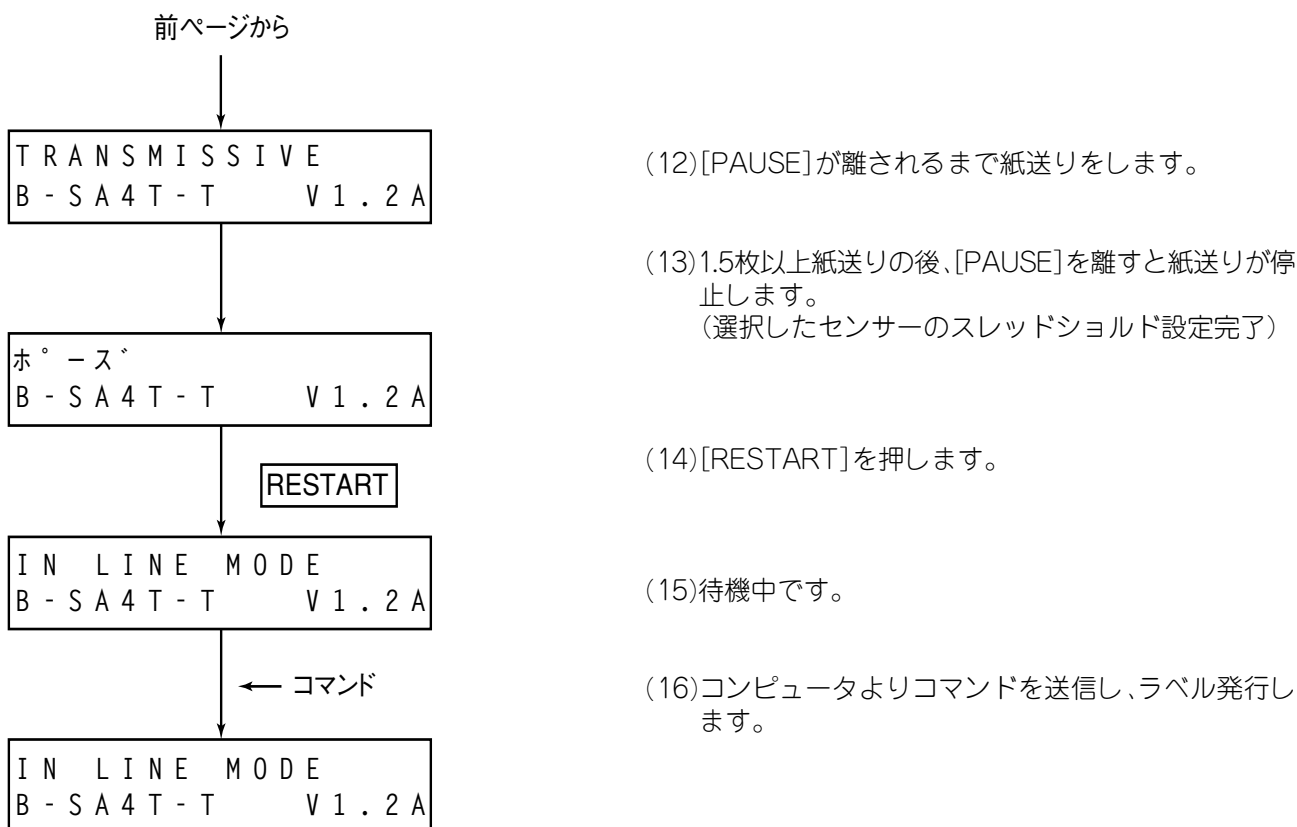 前ページから
TRANSMISSIVE
B-SA4T-T V1.2A
(12)[PAUSE]が離されるまで紙送りをします。
(13)1.5枚以上紙送りの後、[PAUSE]を離すと紙送りが停
止します。
(選択したセンサーのスレッドショルド設定完了)
ホ゜ーズ
B-SA4T-T V1.2A
RESTART
(14)[RESTART]を押します。
IN LINE MODE
B-SA4T-T V1.2A
(15)待機中です。
コマンド
(16)コンピュータよりコマンドを送信し、ラベル発行し
ます。
IN LINE MODE
B-SA4T-T V1.2A